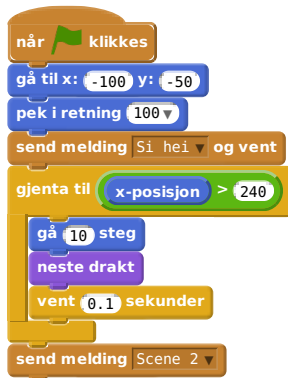 når klikkes
gå til x: -100 y: -50
pek i retning 100
send melding Si hei og vent
gjenta til x-posisjon > 240
gå 10 steg
neste drakt
vent 0.1 sekunder
send melding Scene 2